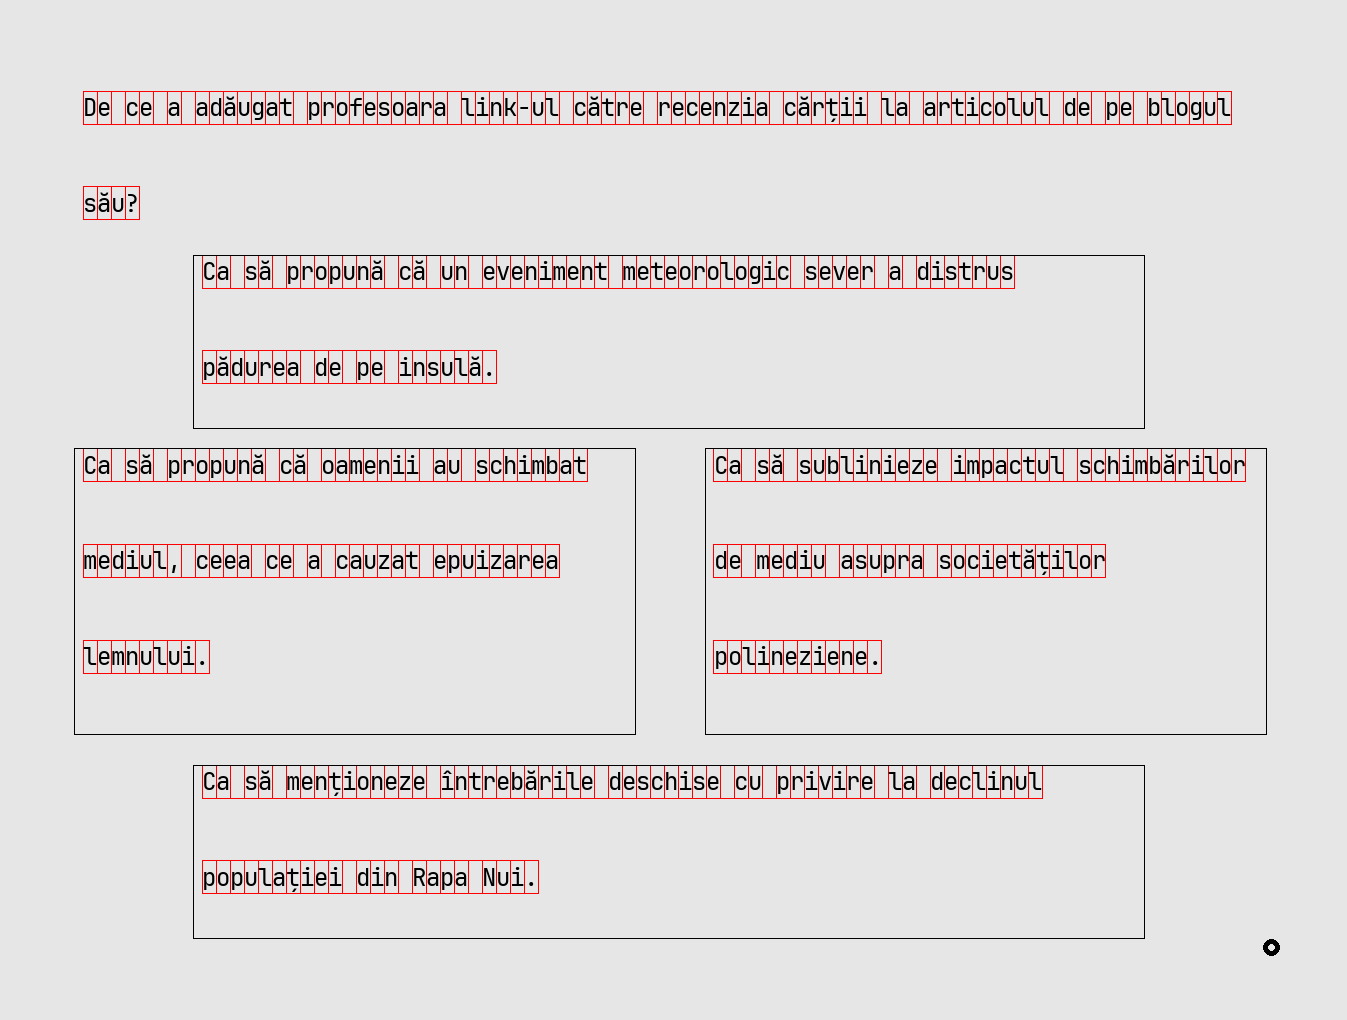 De ce a adăugat profesoara link-ul către recenzia cărții la articolul de pe blogul
său?
Ca să propună că un eveniment meteorologic sever a distrus
pădurea de pe insulă.
Ca să propună că oamenii au schimbat
mediul, ceea ce a cauzat epuizarea
lemnului.
Ca să sublinieze impactul schimbărilor
de mediu asupra societăților
polineziene.
Ca să menționeze întrebările deschise cu privire la declinul
populației din Rapa Nui.